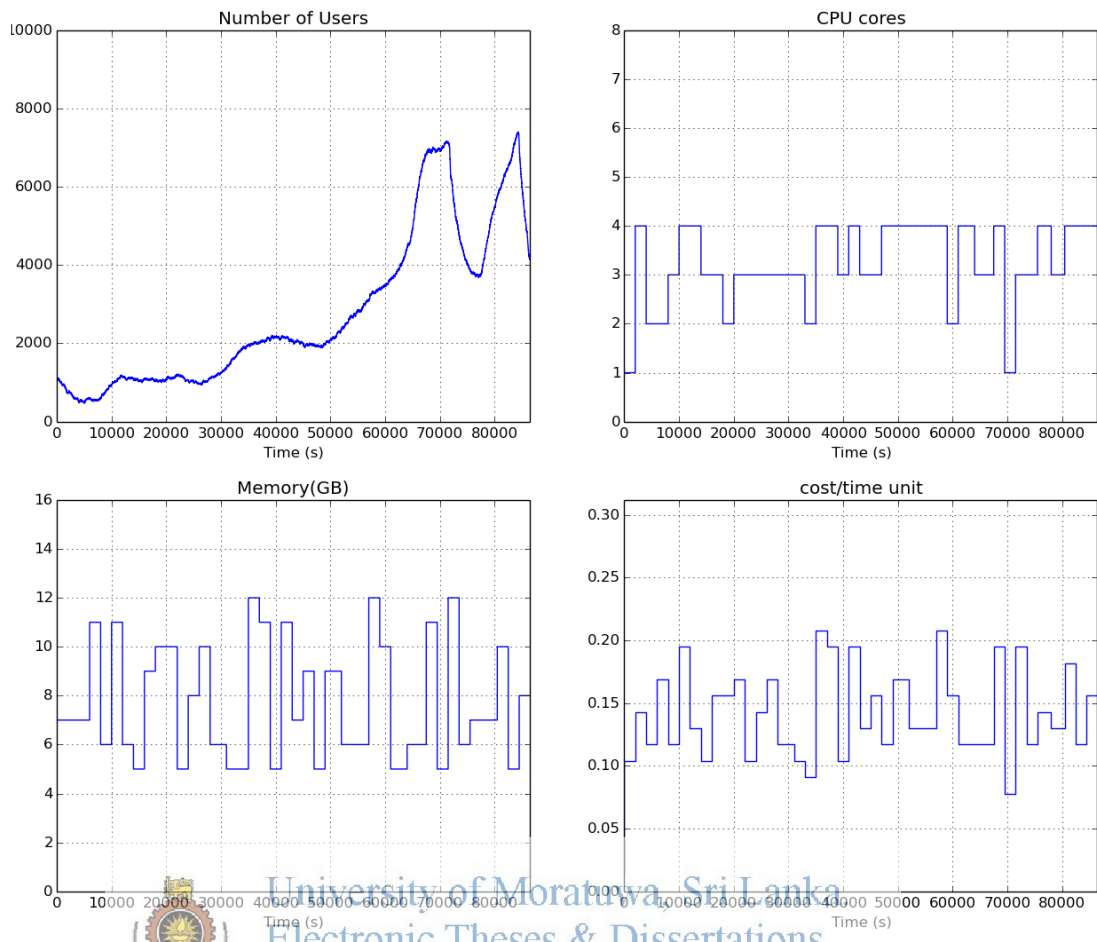 Number of Users
10000
8000
6000
4000
2000
0
0 10000 20000 30000 40000 50000 60000 70000 80000
Time (s)
CPU cores
8
7
6
5
4
3
2
1
0
0 10000 20000 30000 40000 50000 60000 70000 80000
Time (s)
Memory(GB)
16
14
12
10
8
6
4
2
0
0 10000 20000 30000 40000 50000 60000 70000 80000
Time (s)
cost/time unit
0.30
0.25
0.20
0.15
0.10
0.05
0.00
0 10000 20000 30000 40000 50000 60000 70000 80000
Time (s)
University of Moratuwa, Sri Lanka
Electronic Theses & Dissertations